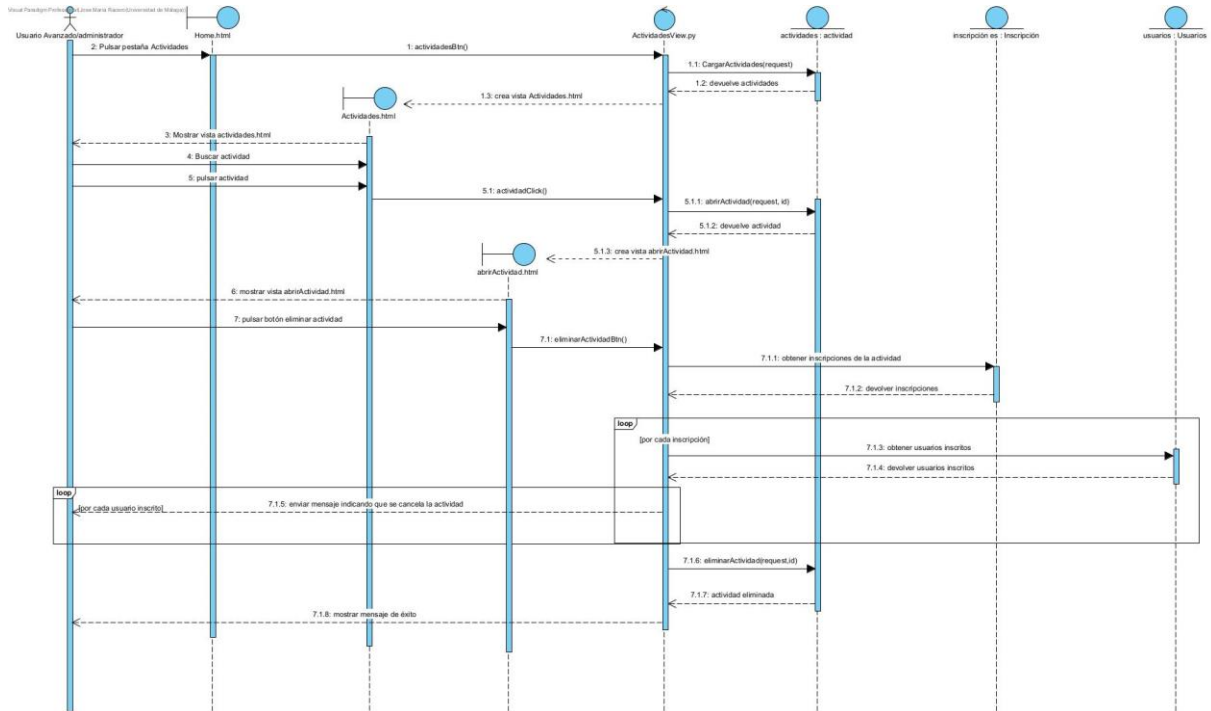 Usuario Avanzado/administrador
Home.html
ActividadesView.py
actividades : actividad
inscripción es : Inscripción
usuarios : Usuarios
2: Pulsar pestaña Actividades
1: actividadesBtn()
1.1: CargarActividades(request)
1.2: devuelve actividades
1.3: crea vista Actividades.html
Actividades.html
3: Mostrar vista actividades.html
4: Buscar actividad
5: pulsar actividad
5.1: actividadClick()
5.1.1: abrirActividad(request, id)
5.1.2: devuelve actividad
5.1.3: crea vista abrirActividad.html
abrirActividad.html
6: mostrar vista abrirActividad.html
7: pulsar botón eliminar actividad
7.1: eliminarActividadBtn()
7.1.1: obtener inscripciones de la actividad
7.1.2: devolver inscripciones
loop
[por cada inscripción]
7.1.3: obtener usuarios inscritos
7.1.4: devolver usuarios inscritos
loop
[por cada usuario inscrito]
7.1.5: enviar mensaje indicando que se cancela la actividad
7.1.6: eliminarActividad(request,id)
7.1.7: actividad eliminada
7.1.8: mostrar mensaje de éxito